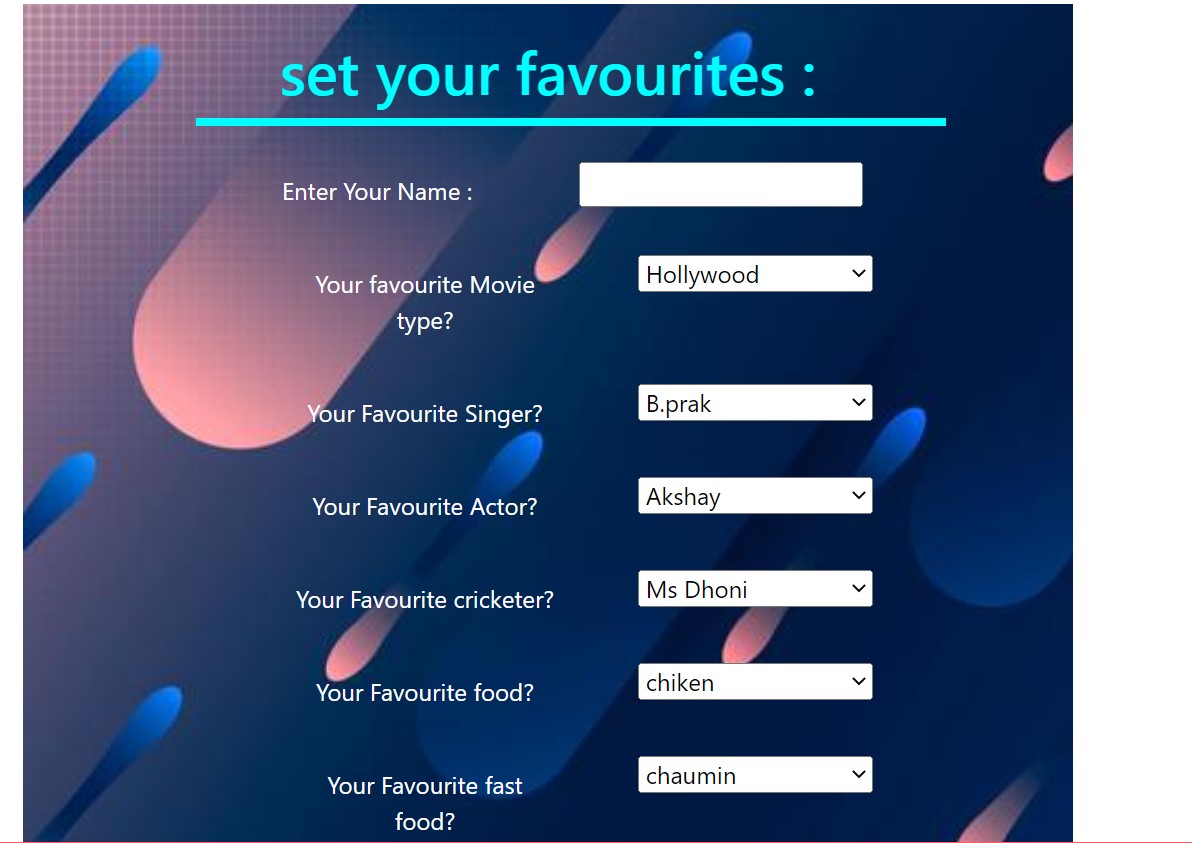 set your favourites :
Enter Your Name :
Your favourite Movie
type?
Hollywood
Your Favourite Singer?
B.prak
Your Favourite Actor?
Akshay
Your Favourite cricketer?
Ms Dhoni
Your Favourite food?
chiken
Your Favourite fast
food?
chaumin